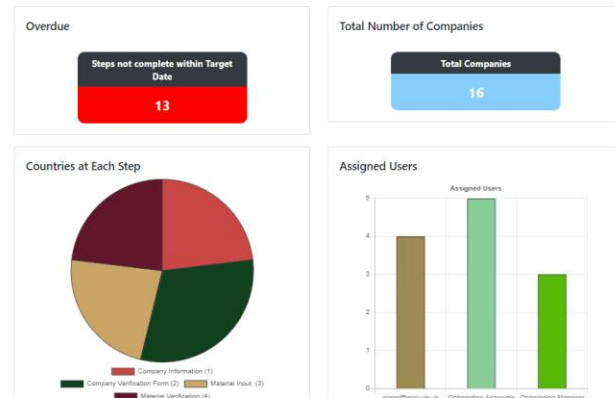 Overdue
Steps not complete within Target
Date
13
Total Number of Companies
Total Companies
16
Countries at Each Step
Company Information (1)
Company Verification Form (2) Material Input (3)
Material Verification (4)
Assigned Users
Assigned Users
5
4
3
2
1
0
Onboarding Associate Onboarding Manager